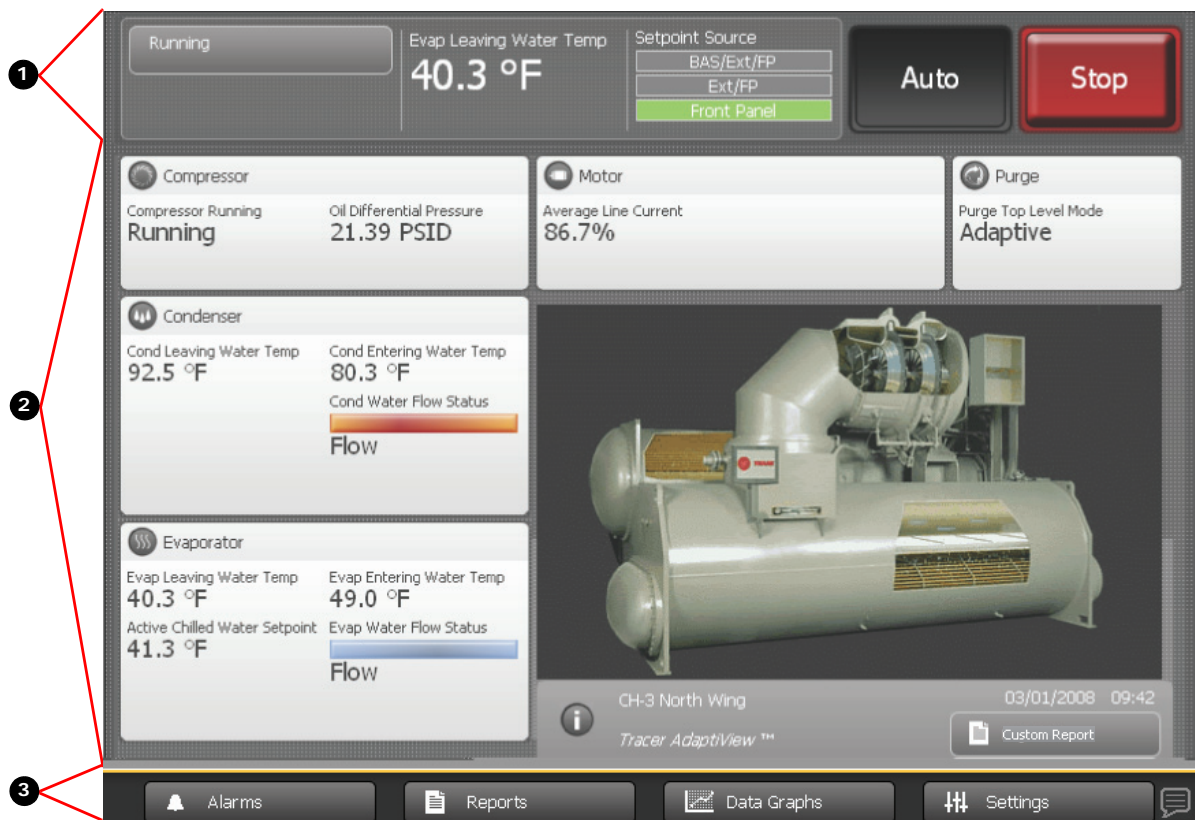 1
Running
Evap Leaving Water Temp
40.3 °F
Setpoint Source
BAS/Ext/FP
Ext/FP
Front Panel
Auto
Stop
2
Compressor
Compressor Running
Running
Oil Differential Pressure
21.39 PSID
Motor
Average Line Current
86.7%
Purge
Purge Top Level Mode
Adaptive
Condenser
Cond Leaving Water Temp
92.5 °F
Cond Entering Water Temp
80.3 °F
Cond Water Flow Status
Flow
TRANE
Evaporator
Evap Leaving Water Temp
40.3 °F
Evap Entering Water Temp
49.0 °F
Active Chilled Water Setpoint
41.3 °F
Evap Water Flow Status
Flow
CH-3 North Wing
03/01/2008 09:42
Tracer AdaptiView ™
Custom Report
3
Alarms
Reports
Data Graphs
Settings